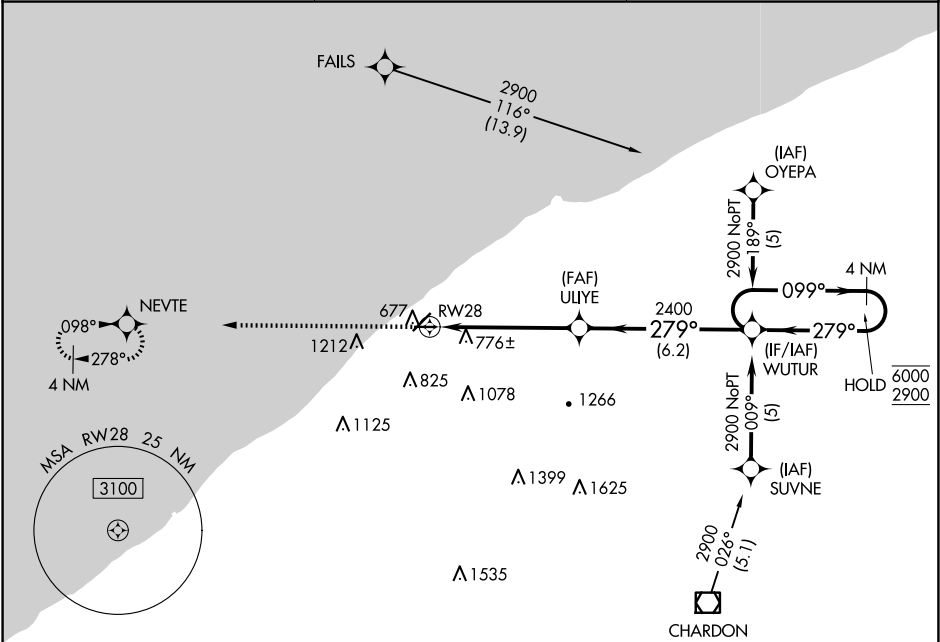 FAILS
2900
116°
(13.9)
(IAF)
OYEPA
2900 NoPT
189°
(5)
4 NM
099°
279°
HOLD
6000
2900
(IF/IAF)
WUTUR
2400
279°
(6.2)
(FAF)
ULIYE
RW28
677
776±
1212
825
1078
1266
1125
1399
1625
1535
NEVTE
098°
278°
4 NM
2900 NoPT
009°
(5)
(IAF)
SUVNE
2900
026°
(5.1)
CHARDON
MSA RW28 25 NM
3100